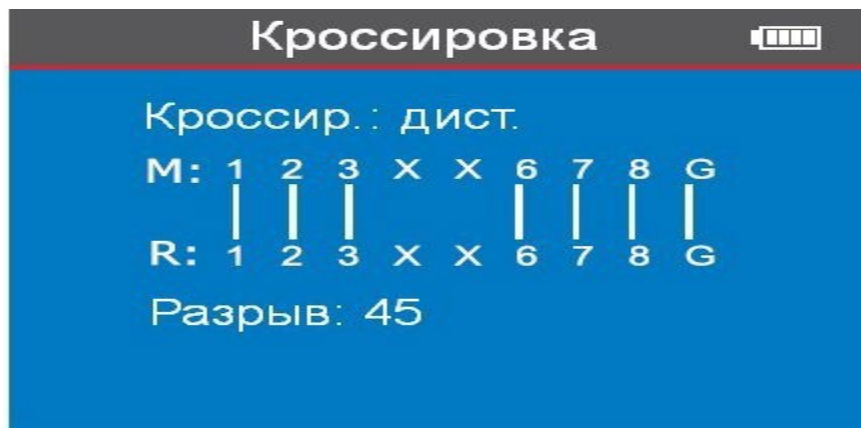 Кроссировка
Кроссир.: дист.
M: 1 2 3 X X 6 7 8 G
R: 1 2 3 X X 6 7 8 G
Разрыв: 45